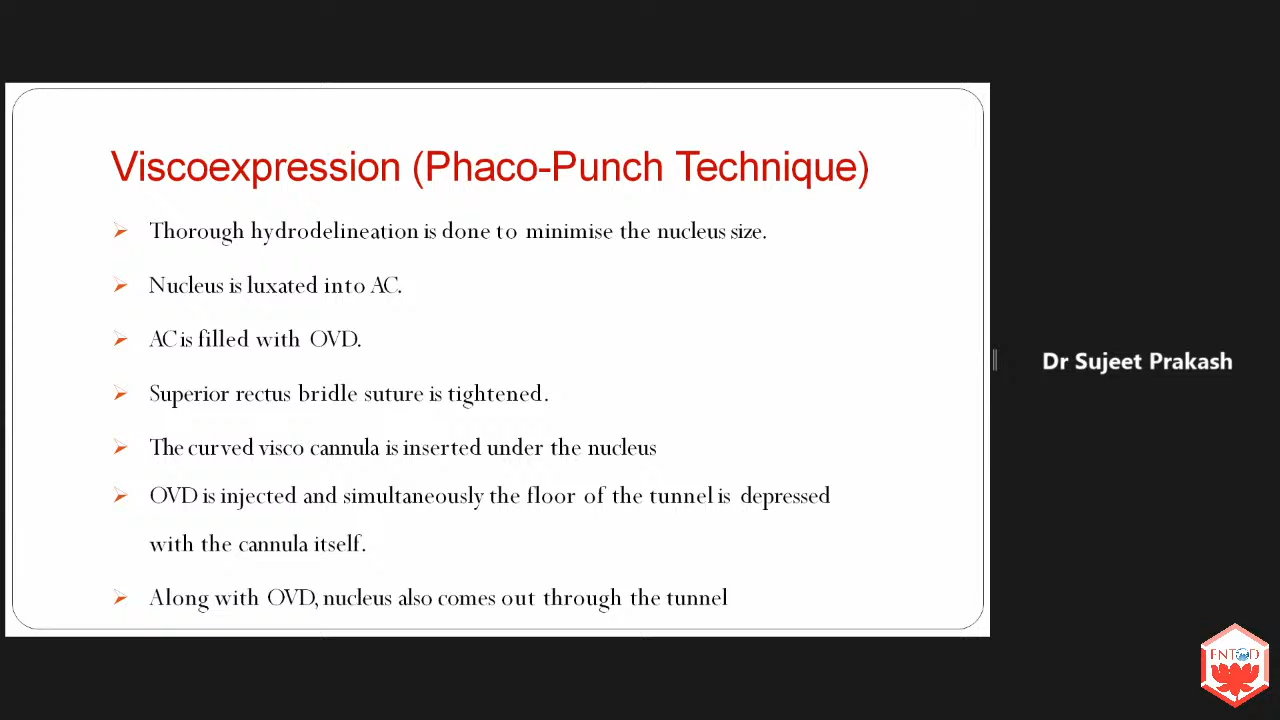 Viscoexpression (Phaco-Punch Technique)
Thorough hydrodelineation is done to minimise the nucleus size.
Nucleus is luxated into AC.
AC is filled with OVD.
Superior rectus bridle suture is tightened.
The curved visco cannula is inserted under the nucleus
OVD is injected and simultaneously the floor of the tunnel is depressed
with the cannula itself.
Along with OVD, nucleus also comes out through the tunnel
Dr Sujeet Prakash
ENTOD